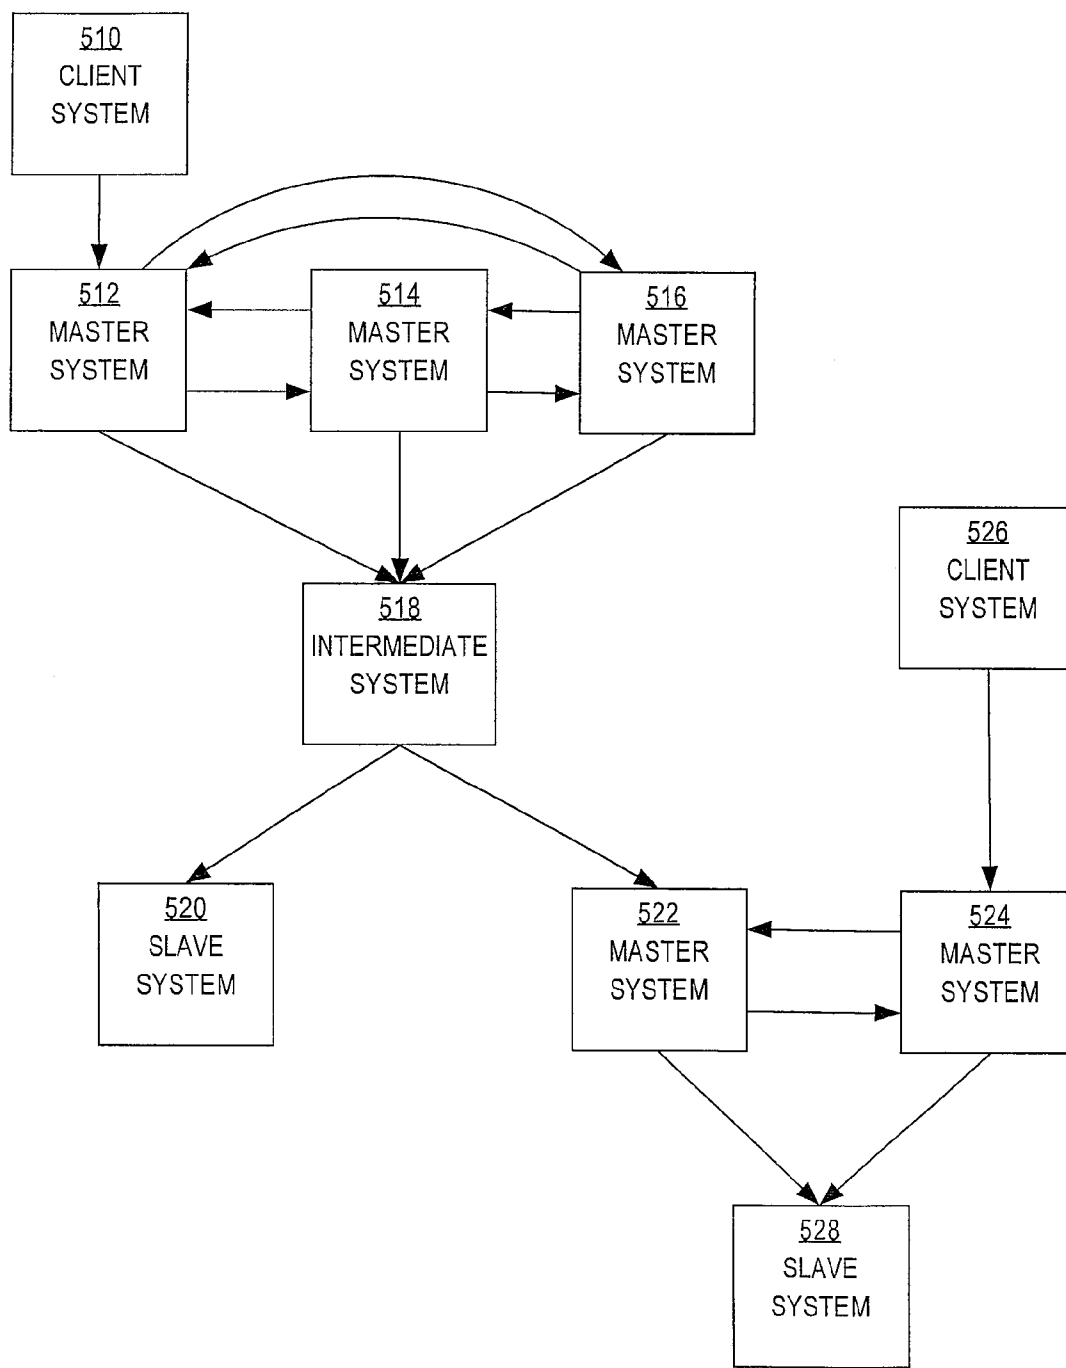 510
CLIENT
SYSTEM
512
MASTER
SYSTEM
514
MASTER
SYSTEM
516
MASTER
SYSTEM
518
INTERMEDIATE
SYSTEM
526
CLIENT
SYSTEM
520
SLAVE
SYSTEM
522
MASTER
SYSTEM
524
MASTER
SYSTEM
528
SLAVE
SYSTEM